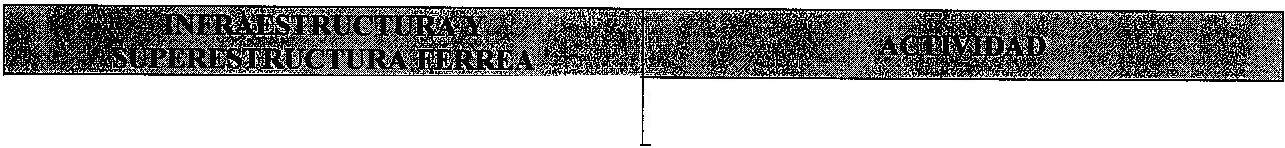 INFRAESTRUCTURA Y
SUPERESTRUCTURA FERREA
ACTIVIDAD